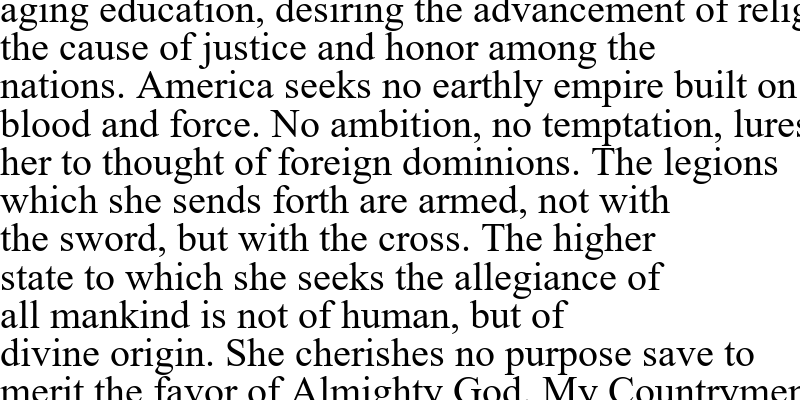 aging education, desiring the advancement of relig
the cause of justice and honor among the
nations. America seeks no earthly empire built on
blood and force. No ambition, no temptation, lures
her to thought of foreign dominions. The legions
which she sends forth are armed, not with
the sword, but with the cross. The higher
state to which she seeks the allegiance of
all mankind is not of human, but of
divine origin. She cherishes no purpose save to
merit the favor of Almighty God. My Countrymen